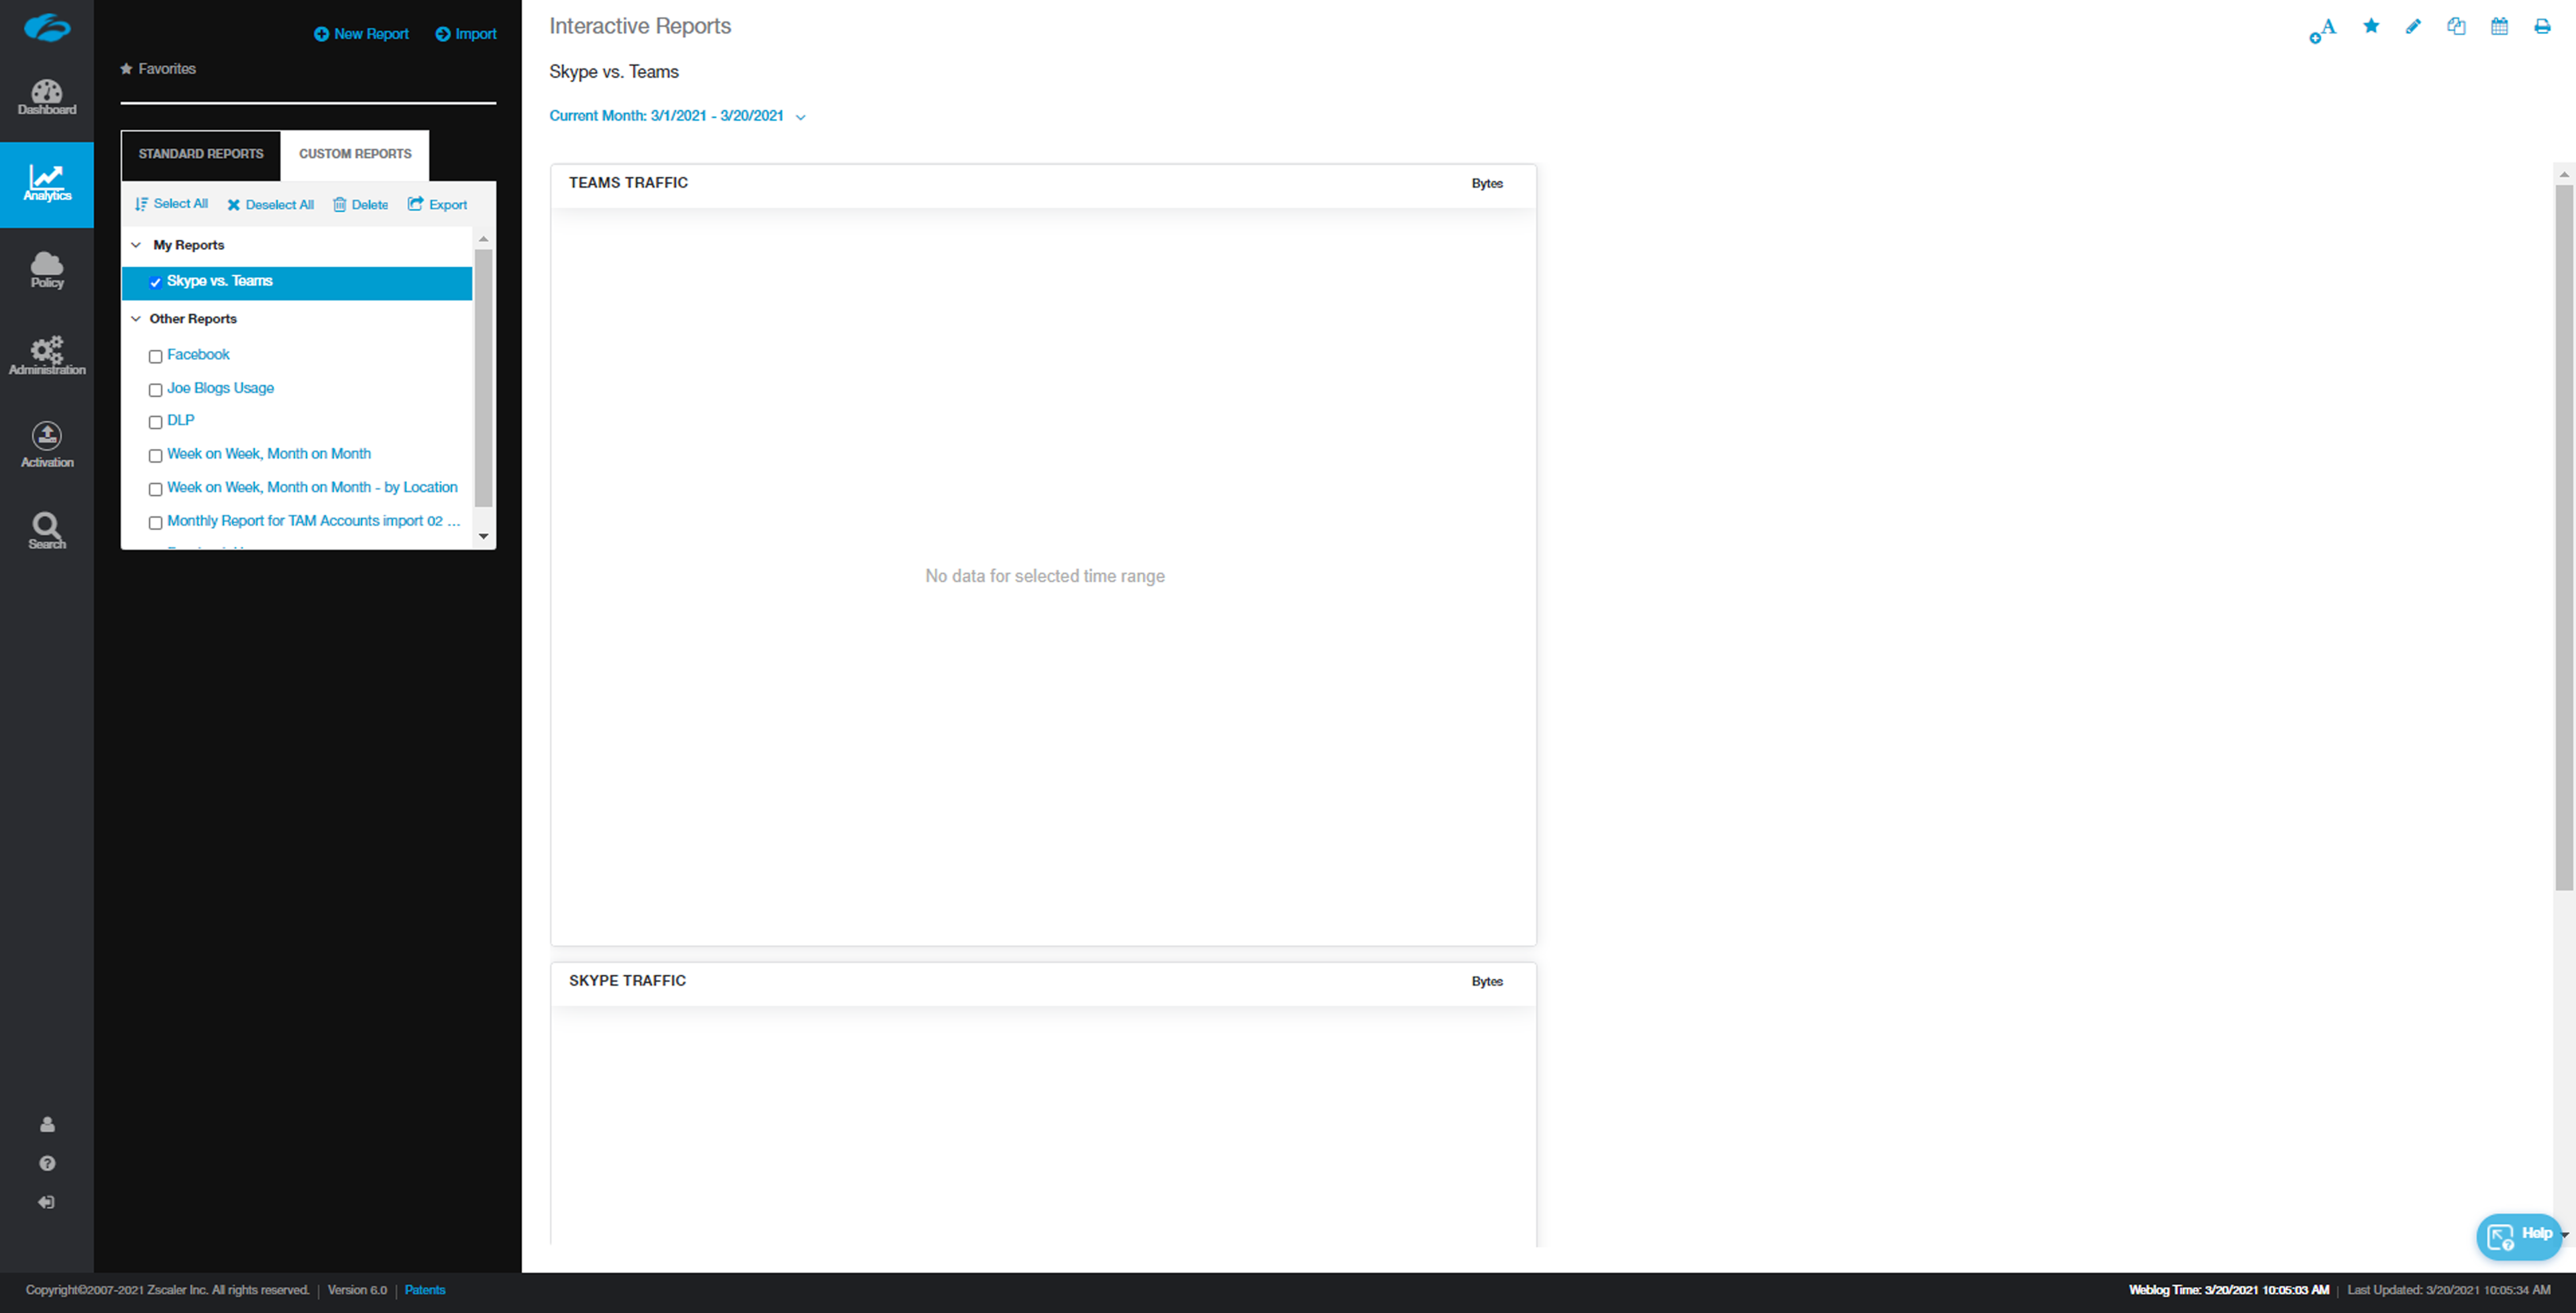 Dashboard
Analytics
Policy
Administration
Activation
Search
New Report Import
Favorites
STANDARD REPORTS CUSTOM REPORTS
Select All Deselect All Delete Export
My Reports
Skype vs. Teams
Other Reports
Facebook
Joe Blogs Usage
DLP
Week on Week, Month on Month
Week on Week, Month on Month - by Location
Monthly Report for TAM Accounts import 02 ...
Interactive Reports
A
Skype vs. Teams
Current Month: 3/1/2021 - 3/20/2021
TEAMS TRAFFIC Bytes
No data for selected time range
SKYPE TRAFFIC Bytes
Help
Copyright©2007-2021 Zscaler Inc. All rights reserved. | Version 6.0 | Patents
Weblog Time: 3/20/2021 10:05:03 AM | Last Updated: 3/20/2021 10:05:34 AM